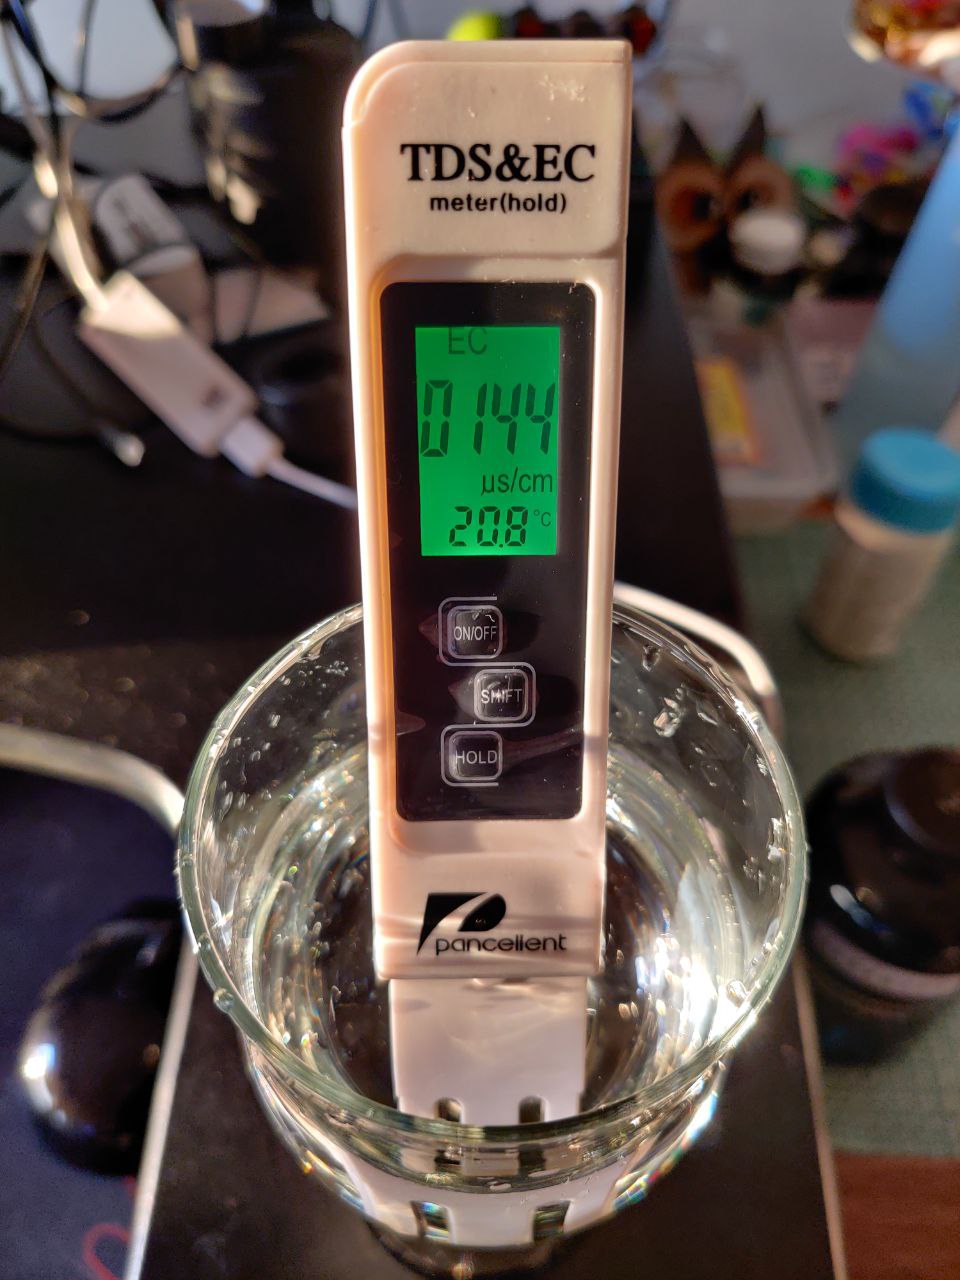 TDS&EC
meter(hold)
EC
0144
µs/cm
20.8 °C
ON/OFF
SHIFT
HOLD
pancellent